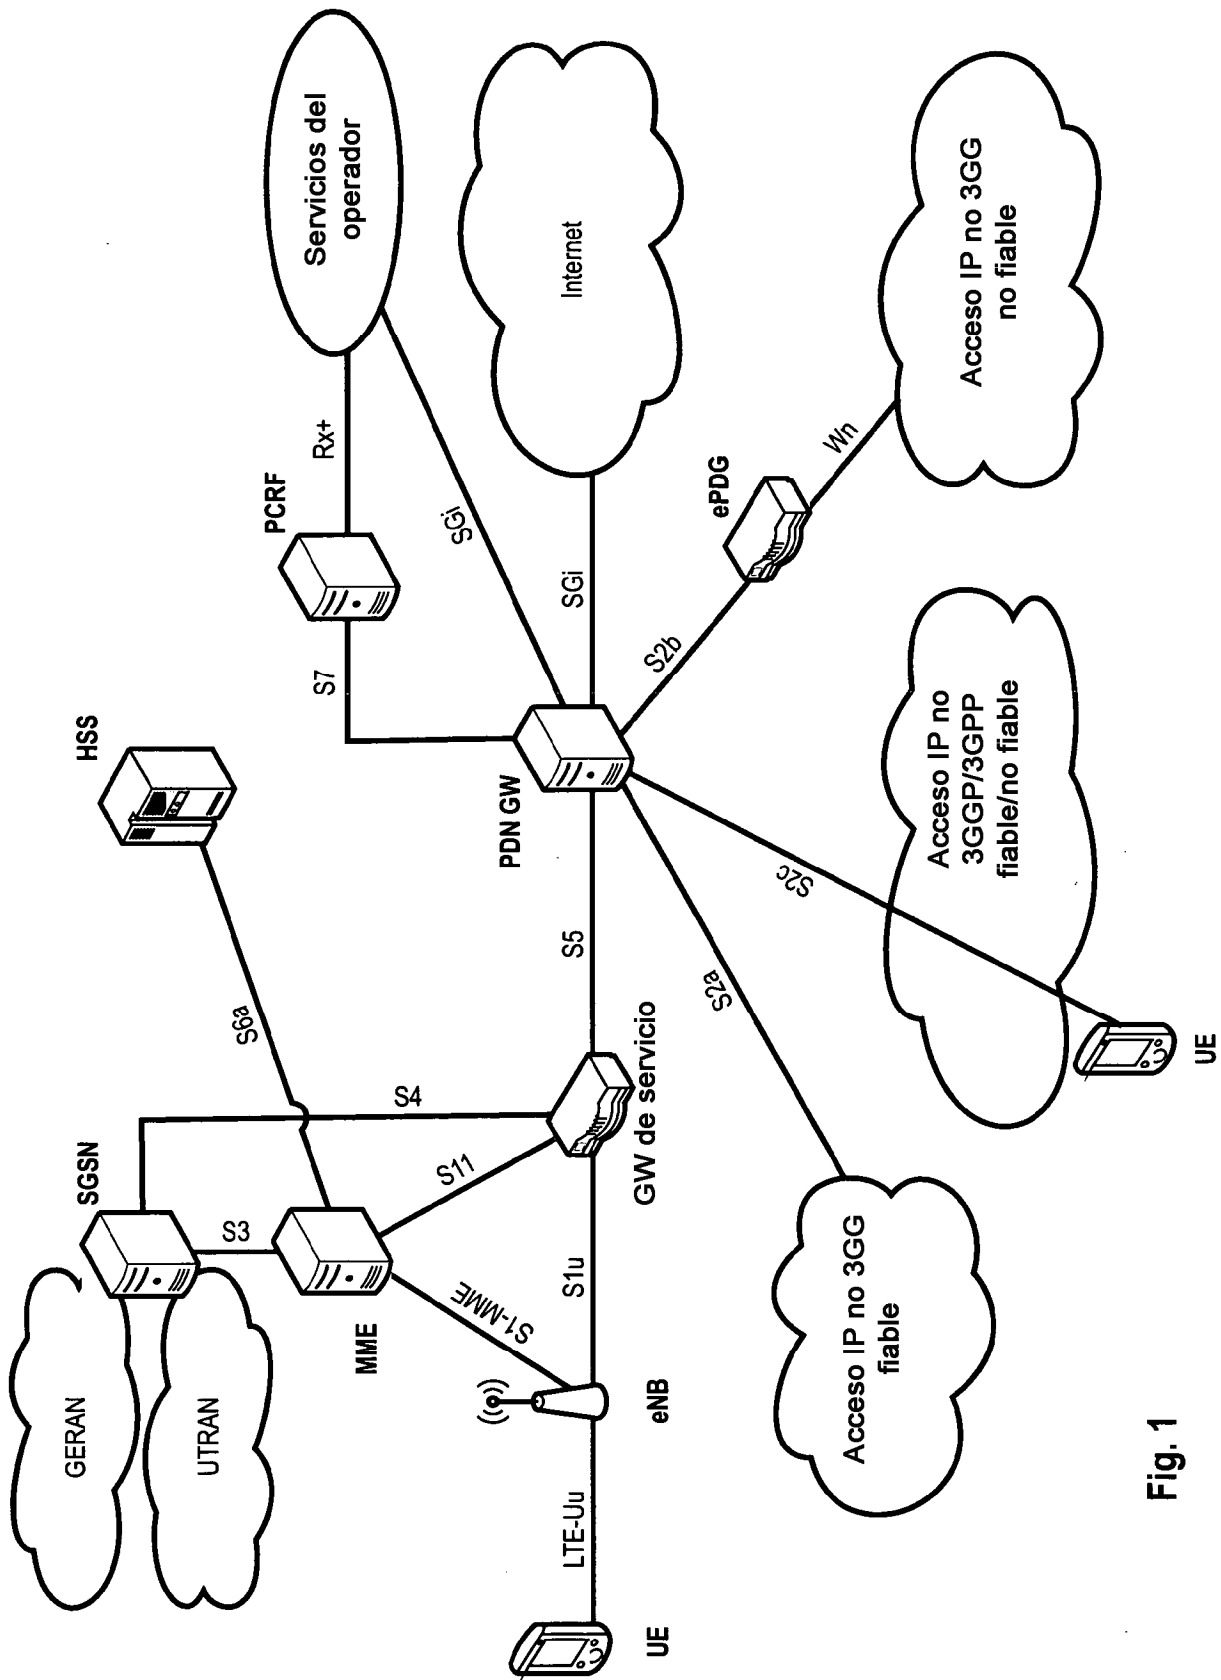 GERAN
UTRAN
SGSN
HSS
S3
S4
S6a
MME
S11
S1-MME
PCRF
Rx+
S7
Servicios del
operador
SGi
UE
LTE-Uu
eNB
S1u
GW de servicio
S5
PDN GW
SGi
Internet
S2a
S2c
S2b
ePDG
Wn
Acceso IP no 3GG
fiable
Acceso IP no
3GGP/3GPP
fiable/no fiable
UE
Acceso IP no 3GG
no fiable
Fig. 1